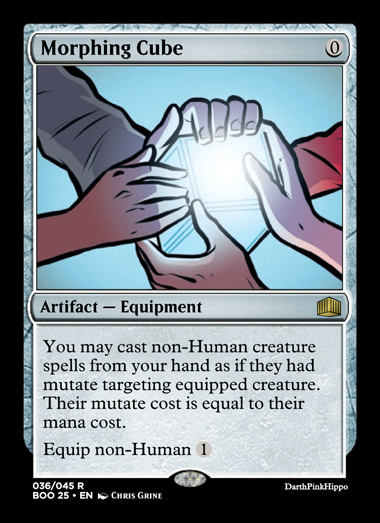 Morphing Cube 0
Artifact — Equipment
You may cast non-Human creature
spells from your hand as if they had
mutate targeting equipped creature.
Their mutate cost is equal to their
mana cost.
Equip non-Human 1
036/045 R
BOO 25 • EN Chris Grine
DarthPinkHippo